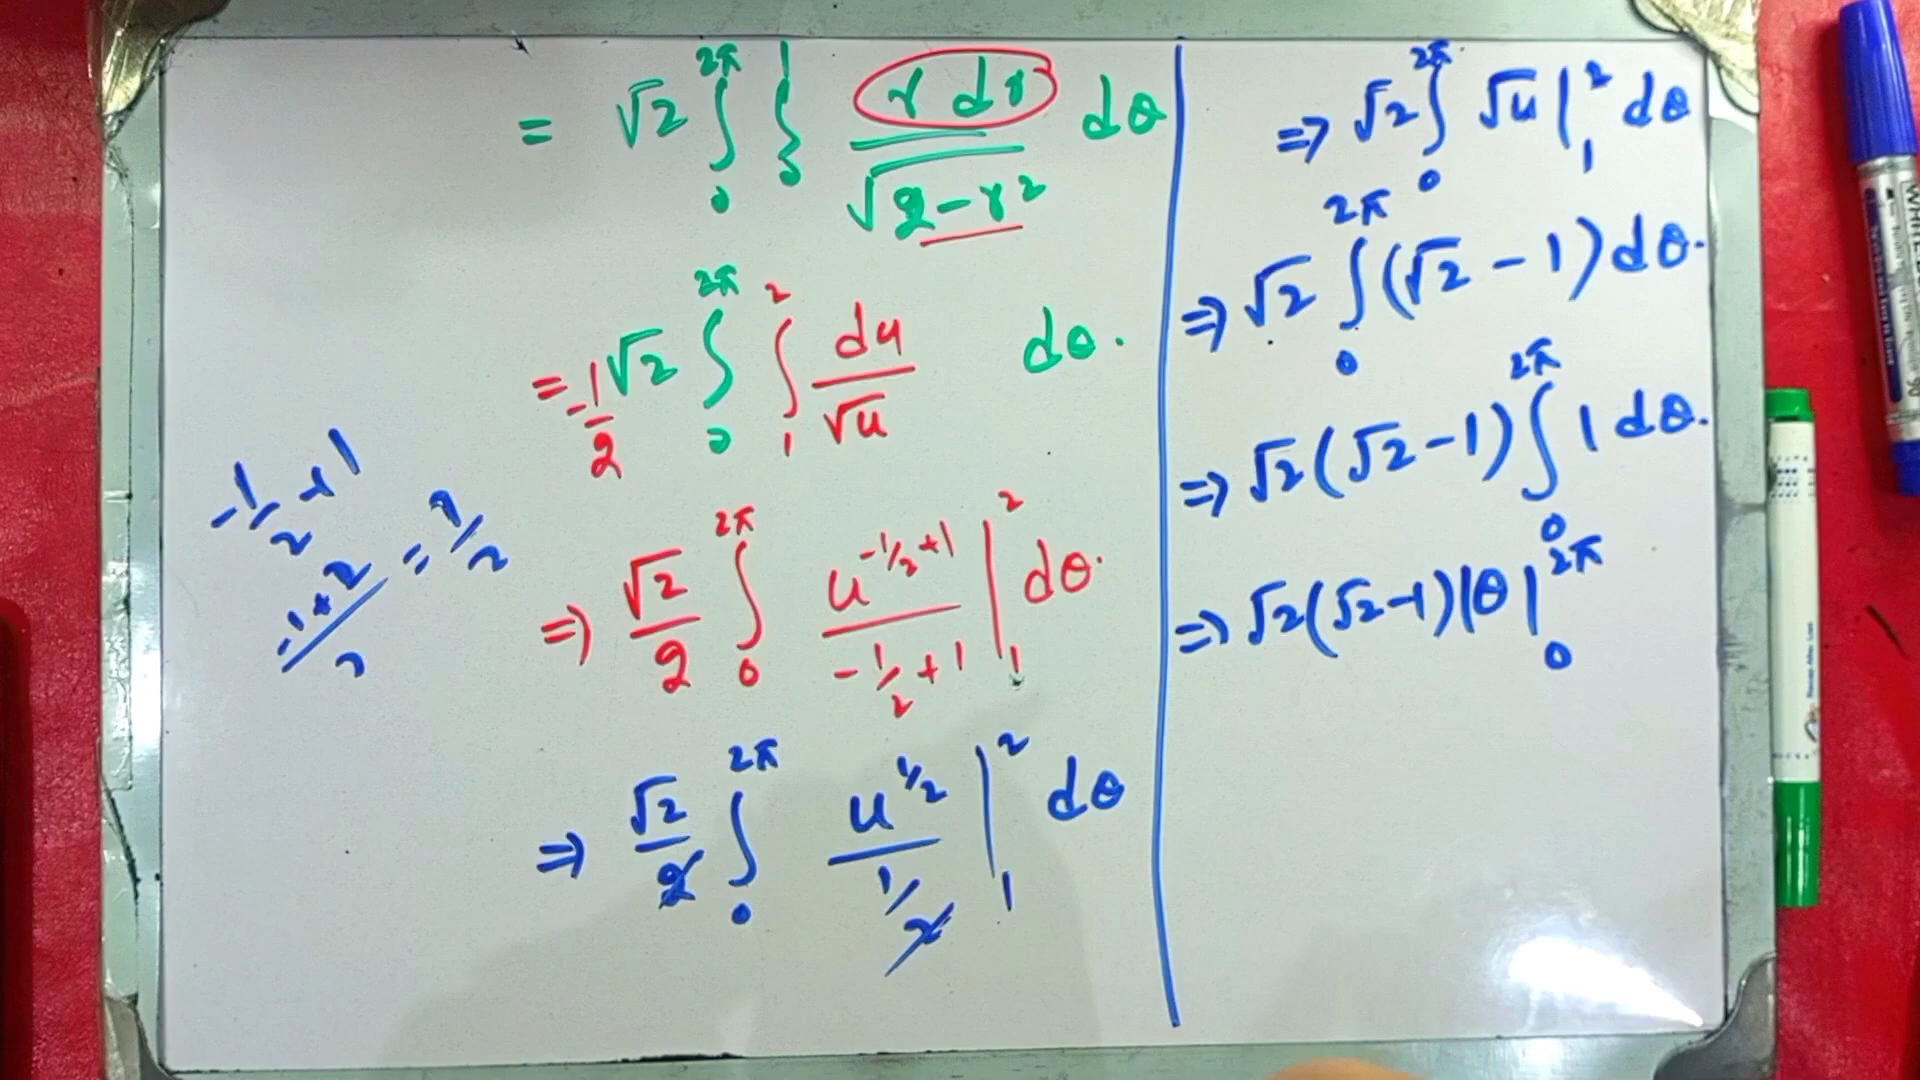 = √2 ∫₀^2π ∫₀^1 r dr / √(2-r²) dθ
= -1/2 √2 ∫₀^2π ∫₁^2 du / √u dθ.
-1/2 + 1
(-1+2)/2 = 1/2
⇒ √2/2 ∫₀^2π u^(-1/2+1) / (-1/2+1) |₁^2 dθ.
⇒ √2/2 ∫₀^2π u^(1/2) / (1/2) |₁^2 dθ
⇒ √2 ∫₀^2π √u |₁^2 dθ
⇒ √2 ∫₀^2π (√2 - 1) dθ.
⇒ √2 (√2-1) ∫₀^2π 1 dθ.
⇒ √2 (√2-1) |θ|₀^2π